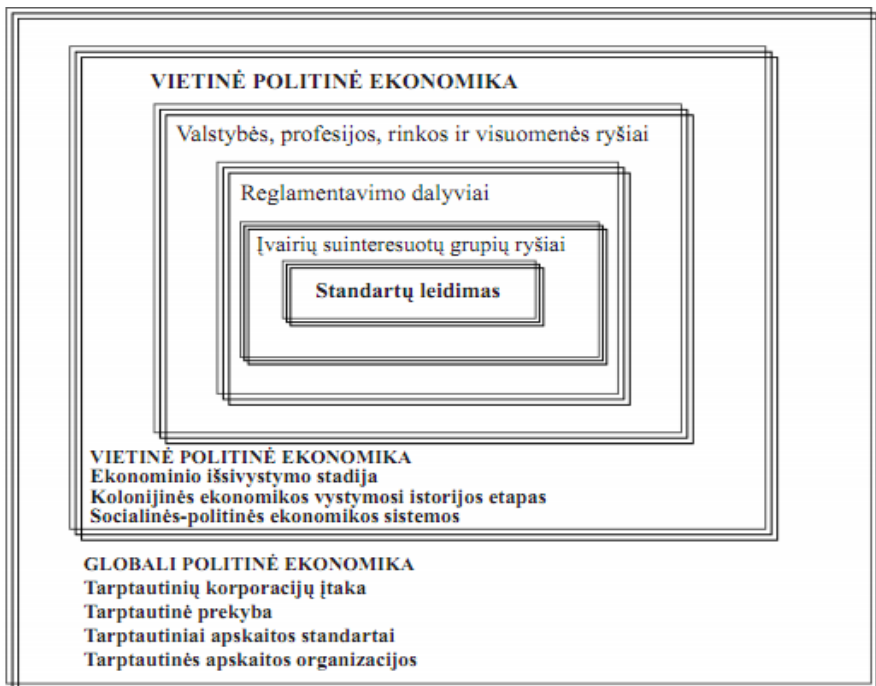 VIETINĖ POLITINĖ EKONOMIKA
Valstybės, profesijos, rinkos ir visuomenės ryšiai
Reglamentavimo dalyviai
Įvairių suinteresuotų grupių ryšiai
Standartų leidimas
VIETINĖ POLITINĖ EKONOMIKA
Ekonominio išsivystymo stadija
Kolonijinės ekonomikos vystymosi istorijos etapas
Socialinės-politinės ekonomikos sistemos
GLOBALI POLITINĖ EKONOMIKA
Tarptautinių korporacijų įtaka
Tarptautinė prekyba
Tarptautiniai apskaitos standartai
Tarptautinės apskaitos organizacijos